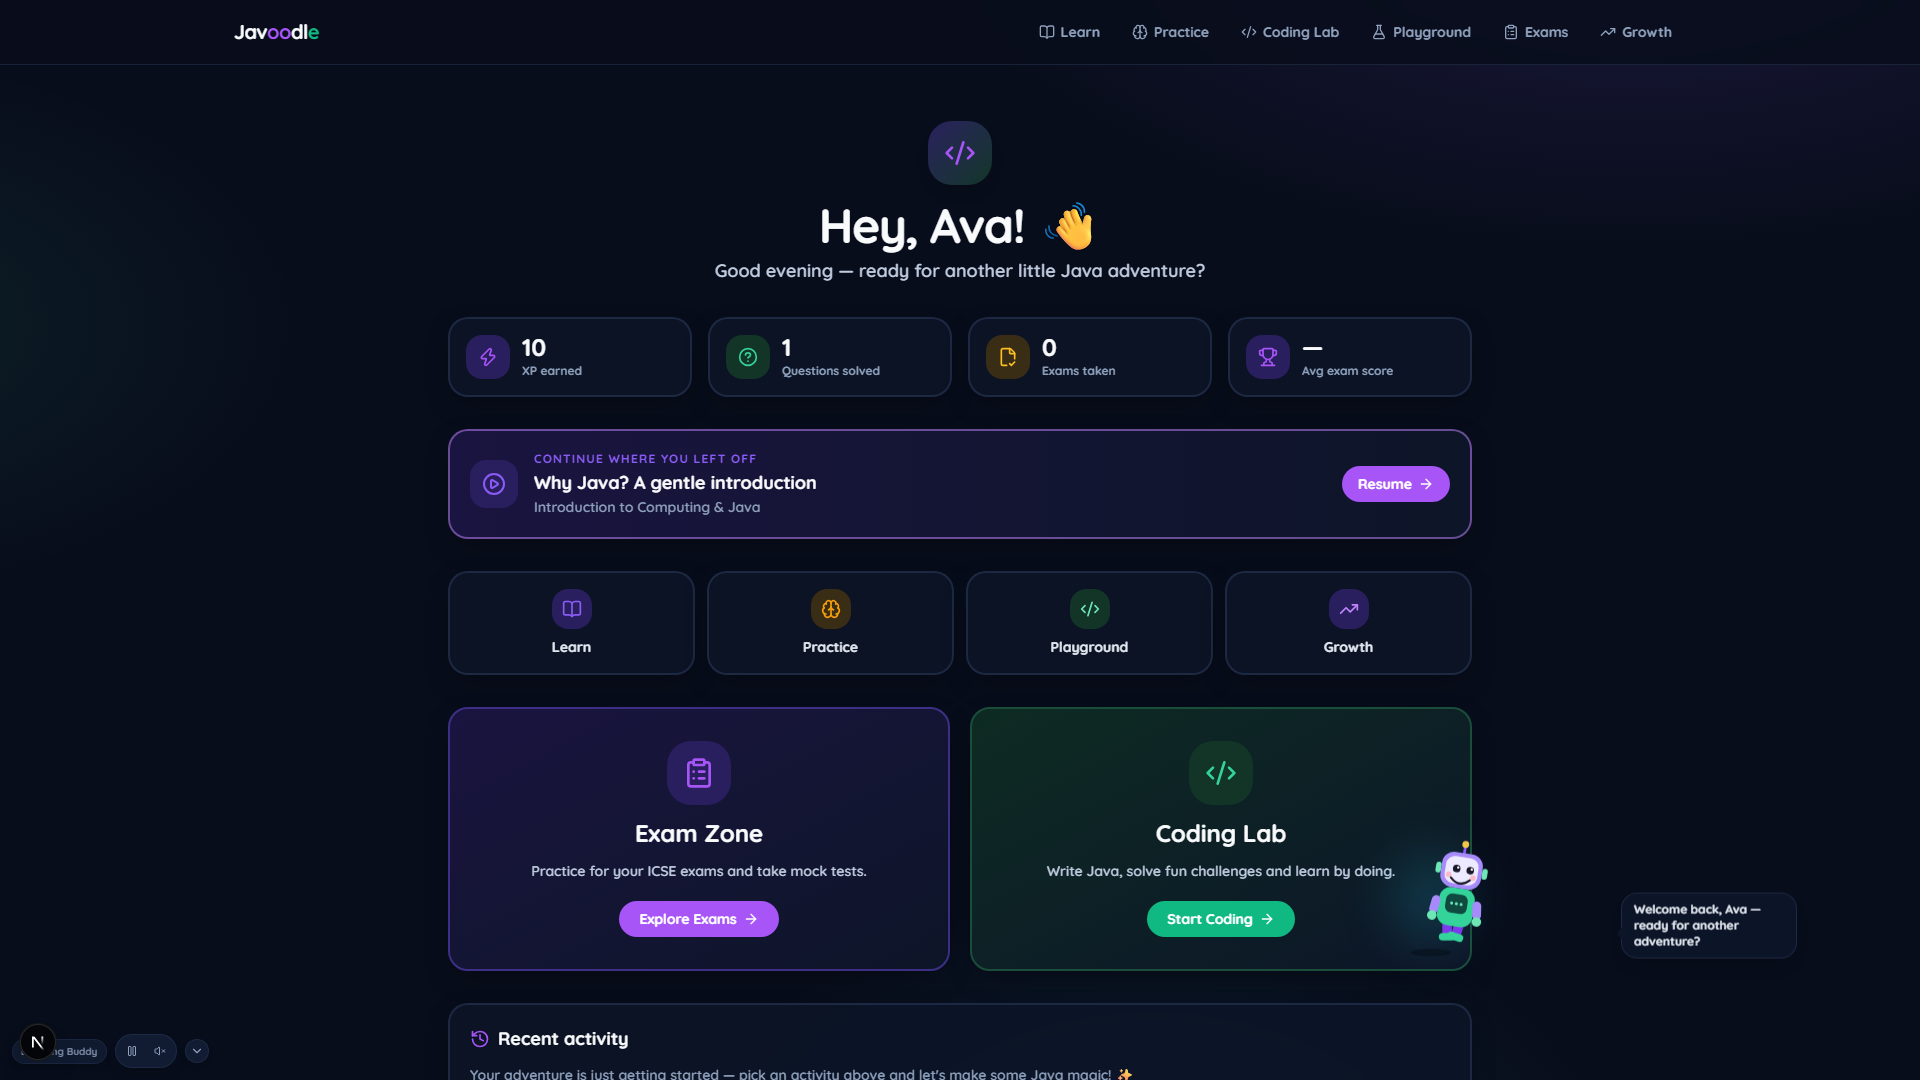 Javoodle
Learn
Practice
Coding Lab
Playground
Exams
Growth
Hey, Ava! 👋
Good evening — ready for another little Java adventure?
10
XP earned
1
Questions solved
0
Exams taken
—
Avg exam score
CONTINUE WHERE YOU LEFT OFF
Why Java? A gentle introduction
Introduction to Computing & Java
Resume →
Learn
Practice
Playground
Growth
Exam Zone
Practice for your ICSE exams and take mock tests.
Explore Exams →
Coding Lab
Write Java, solve fun challenges and learn by doing.
Start Coding →
Welcome back, Ava —
ready for another
adventure?
Recent activity
Your adventure is just getting started — pick an activity above and let's make some Java magic! ✨
N
Buddy